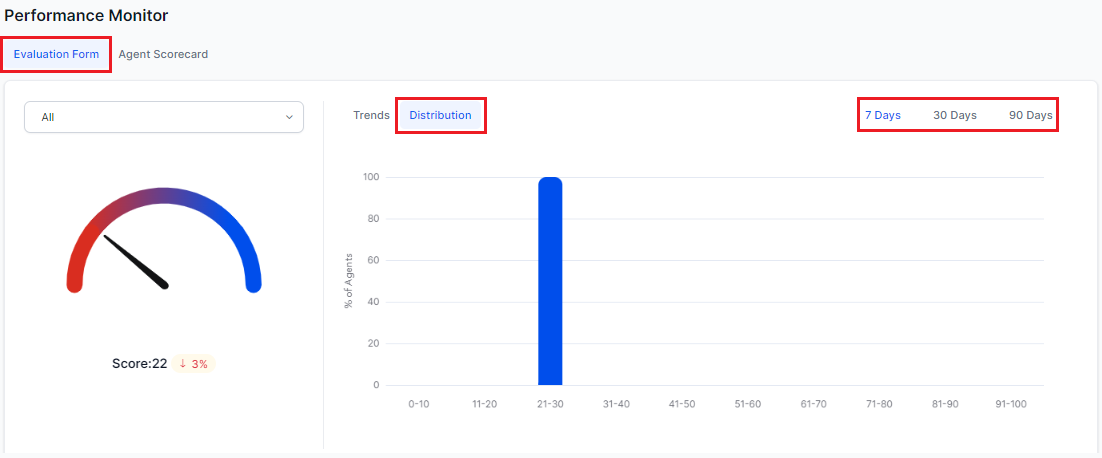 Performance Monitor
Evaluation Form Agent Scorecard
All
Trends Distribution 7 Days 30 Days 90 Days
100
80
60
40
20
0
% of Agents
0-10 11-20 21-30 31-40 41-50 51-60 61-70 71-80 81-90 91-100
Score:22 ↓ 3%